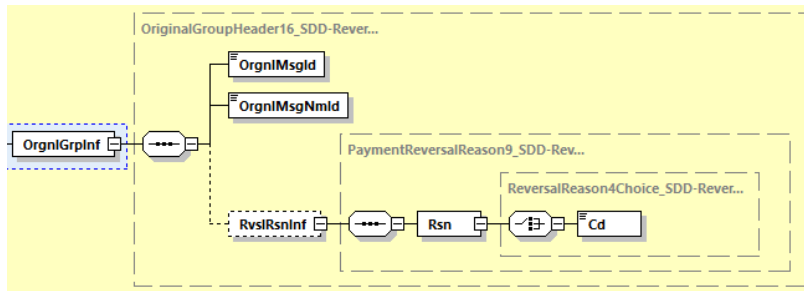 OriginalGroupHeader16_SDD-Rever...
OrgnlMsgId
OrgnlMsgNmId
OrgnlGrpInf
PaymentReversalReason9_SDD-Rev...
ReversalReason4Choice_SDD-Rever...
RvslRsnInf
Rsn
Cd